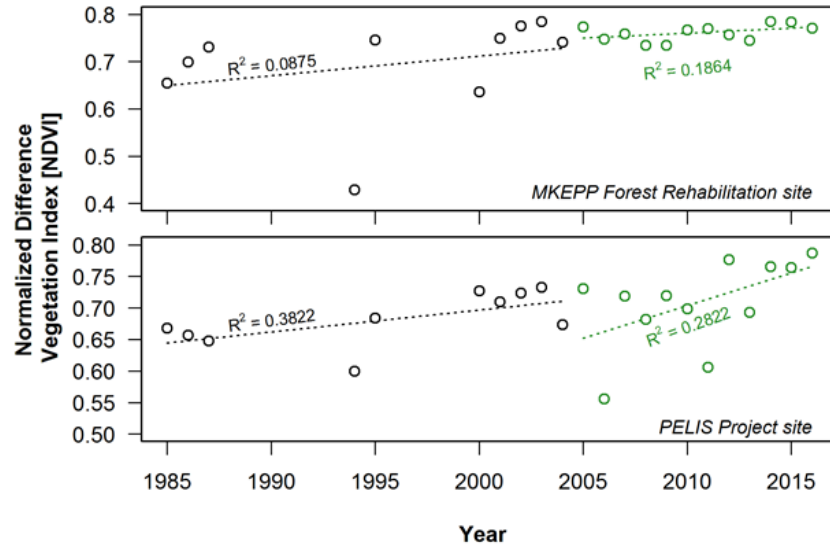 Normalized Difference
Vegetation Index [NDVI]
0.8
0.7
0.6
0.5
0.4
R² = 0.0875
R² = 0.1864
MKEPP Forest Rehabilitation site
0.80
0.75
0.70
0.65
0.60
0.55
0.50
R² = 0.3822
R² = 0.2822
PELIS Project site
1985 1990 1995 2000 2005 2010 2015
Year